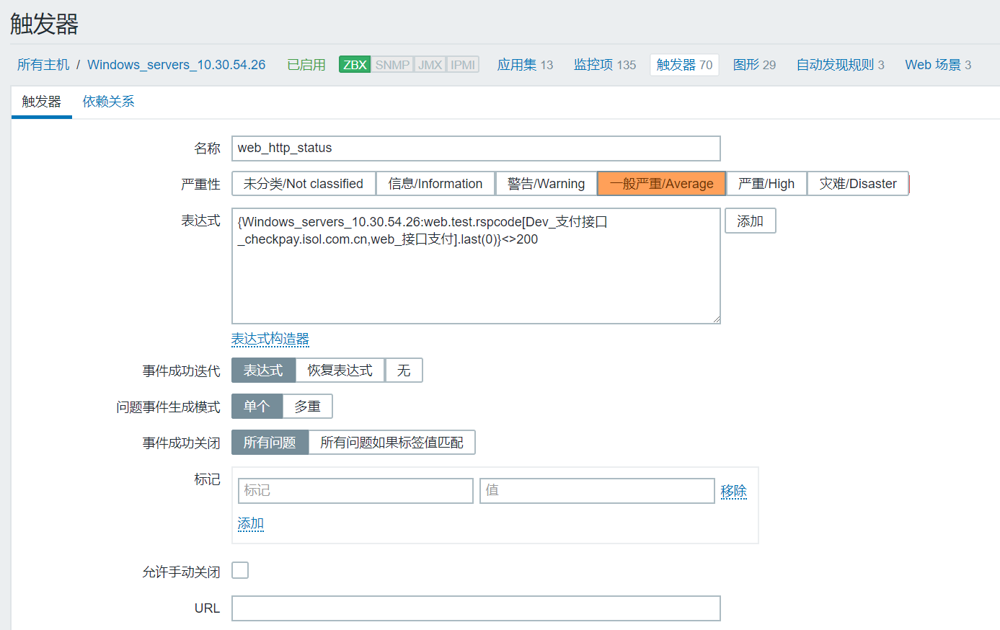 触发器
所有主机 / Windows_servers_10.30.54.26 已启用 ZBX SNMP JMX IPMI 应用集 13 监控项 135 触发器 70 图形 29 自动发现规则 3 Web 场景 3
触发器 依赖关系
名称 web_http_status
严重性 未分类/Not classified 信息/Information 警告/Warning 一般严重/Average 严重/High 灾难/Disaster
表达式 {Windows_servers_10.30.54.26:web.test.rspcode[Dev_支付接口 添加
_checkpay.isol.com.cn,web_接口支付].last(0)}<>200
表达式构造器
事件成功迭代 表达式 恢复表达式 无
问题事件生成模式 单个 多重
事件成功关闭 所有问题 所有问题如果标签值匹配
标记 标记 值 移除
添加
允许手动关闭
URL